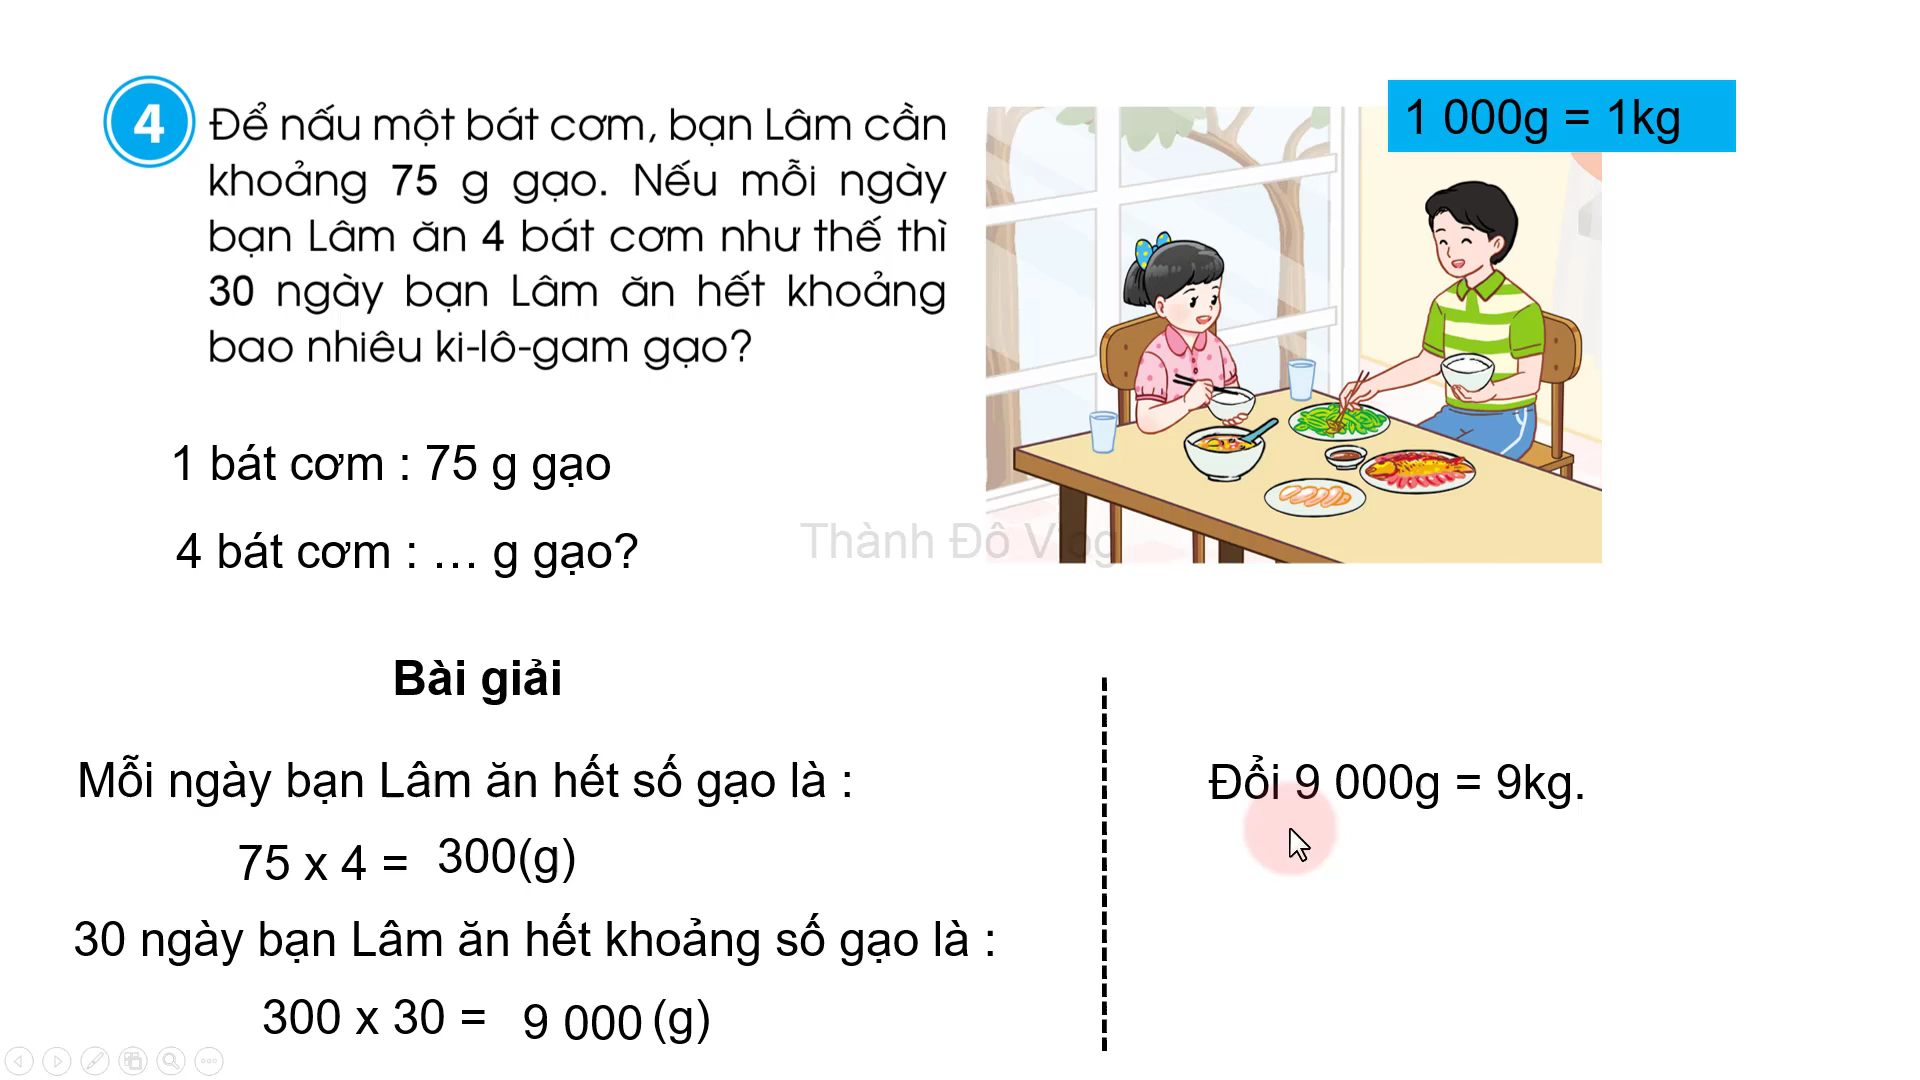 1 000g = 1kg
4
Để nấu một bát cơm, bạn Lâm cần
khoảng 75 g gạo. Nếu mỗi ngày
bạn Lâm ăn 4 bát cơm như thế thì
30 ngày bạn Lâm ăn hết khoảng
bao nhiêu ki-lô-gam gạo?
1 bát cơm : 75 g gạo
4 bát cơm : ... g gạo?
Thành Đô Vlog
Bài giải
Mỗi ngày bạn Lâm ăn hết số gạo là :
75 x 4 = 300(g)
30 ngày bạn Lâm ăn hết khoảng số gạo là :
300 x 30 = 9 000 (g)
Đổi 9 000g = 9kg.